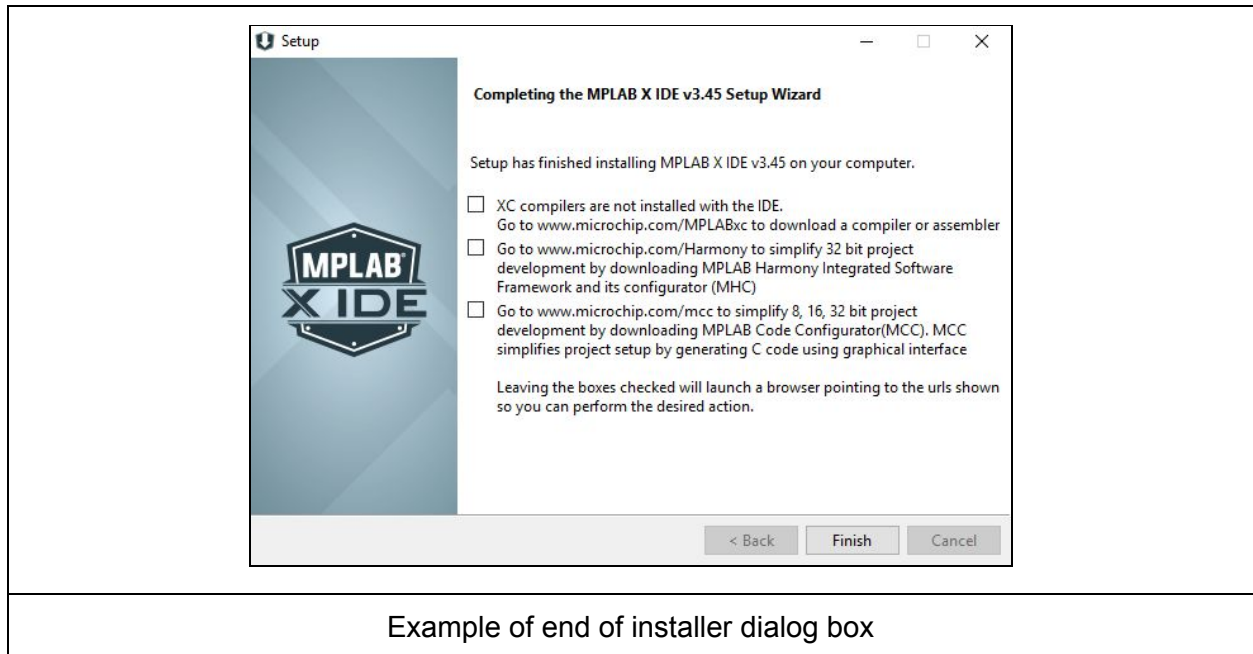 Setup
Completing the MPLAB X IDE v3.45 Setup Wizard
Setup has finished installing MPLAB X IDE v3.45 on your computer.
XC compilers are not installed with the IDE.
Go to www.microchip.com/MPLABxc to download a compiler or assembler
Go to www.microchip.com/Harmony to simplify 32 bit project
development by downloading MPLAB Harmony Integrated Software
Framework and its configurator (MHC)
Go to www.microchip.com/mcc to simplify 8, 16, 32 bit project
development by downloading MPLAB Code Configurator(MCC). MCC
simplifies project setup by generating C code using graphical interface
Leaving the boxes checked will launch a browser pointing to the urls shown
so you can perform the desired action.
MPLAB®
X IDE
< Back Finish Cancel
Example of end of installer dialog box